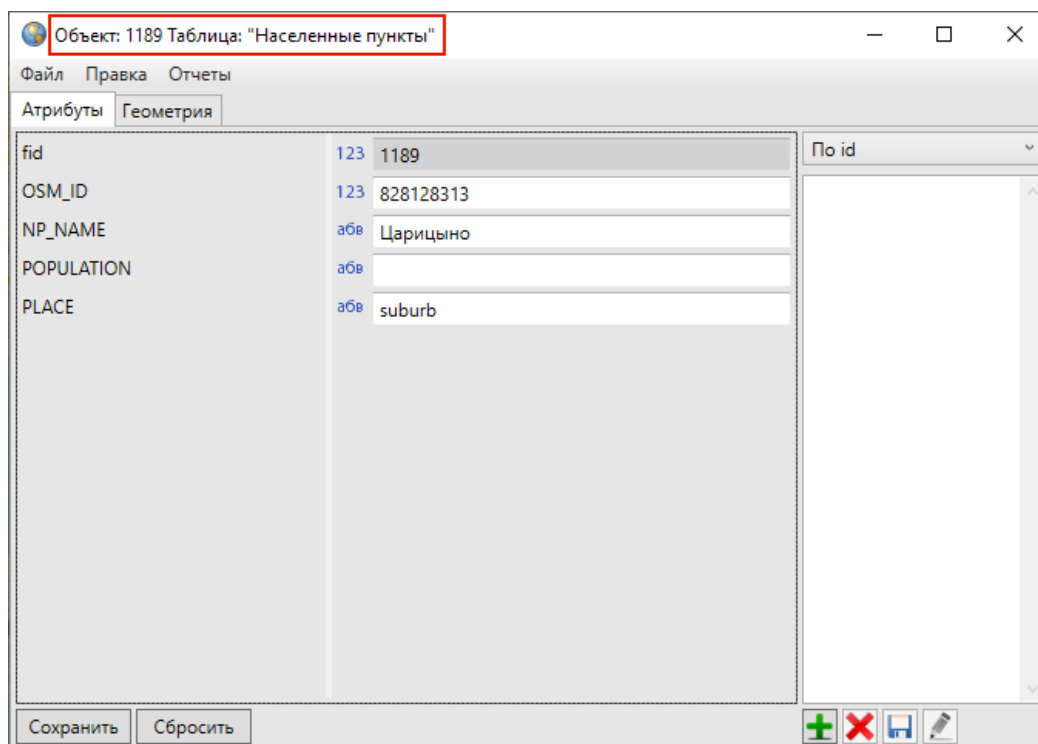 Объект: 1189 Таблица: "Населенные пункты"
Файл Правка Отчеты
Атрибуты Геометрия
fid 123 1189 По id
OSM_ID 123 828128313
NP_NAME абв Царицыно
POPULATION абв
PLACE абв suburb
Сохранить Сбросить